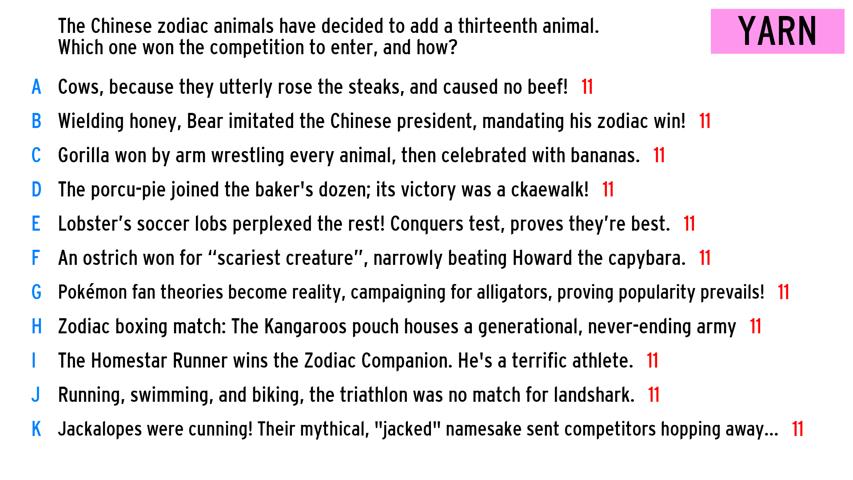 The Chinese zodiac animals have decided to add a thirteenth animal.
Which one won the competition to enter, and how?
YARN
A Cows, because they utterly rose the steaks, and caused no beef! 11
B Wielding honey, Bear imitated the Chinese president, mandating his zodiac win! 11
C Gorilla won by arm wrestling every animal, then celebrated with bananas. 11
D The porcu-pie joined the baker's dozen; its victory was a ckaewalk! 11
E Lobster’s soccer lobs perplexed the rest! Conquers test, proves they’re best. 11
F An ostrich won for “scariest creature”, narrowly beating Howard the capybara. 11
G Pokémon fan theories become reality, campaigning for alligators, proving popularity prevails! 11
H Zodiac boxing match: The Kangaroos pouch houses a generational, never-ending army 11
I The Homestar Runner wins the Zodiac Companion. He's a terrific athlete. 11
J Running, swimming, and biking, the triathlon was no match for landshark. 11
K Jackalopes were cunning! Their mythical, "jacked" namesake sent competitors hopping away... 11